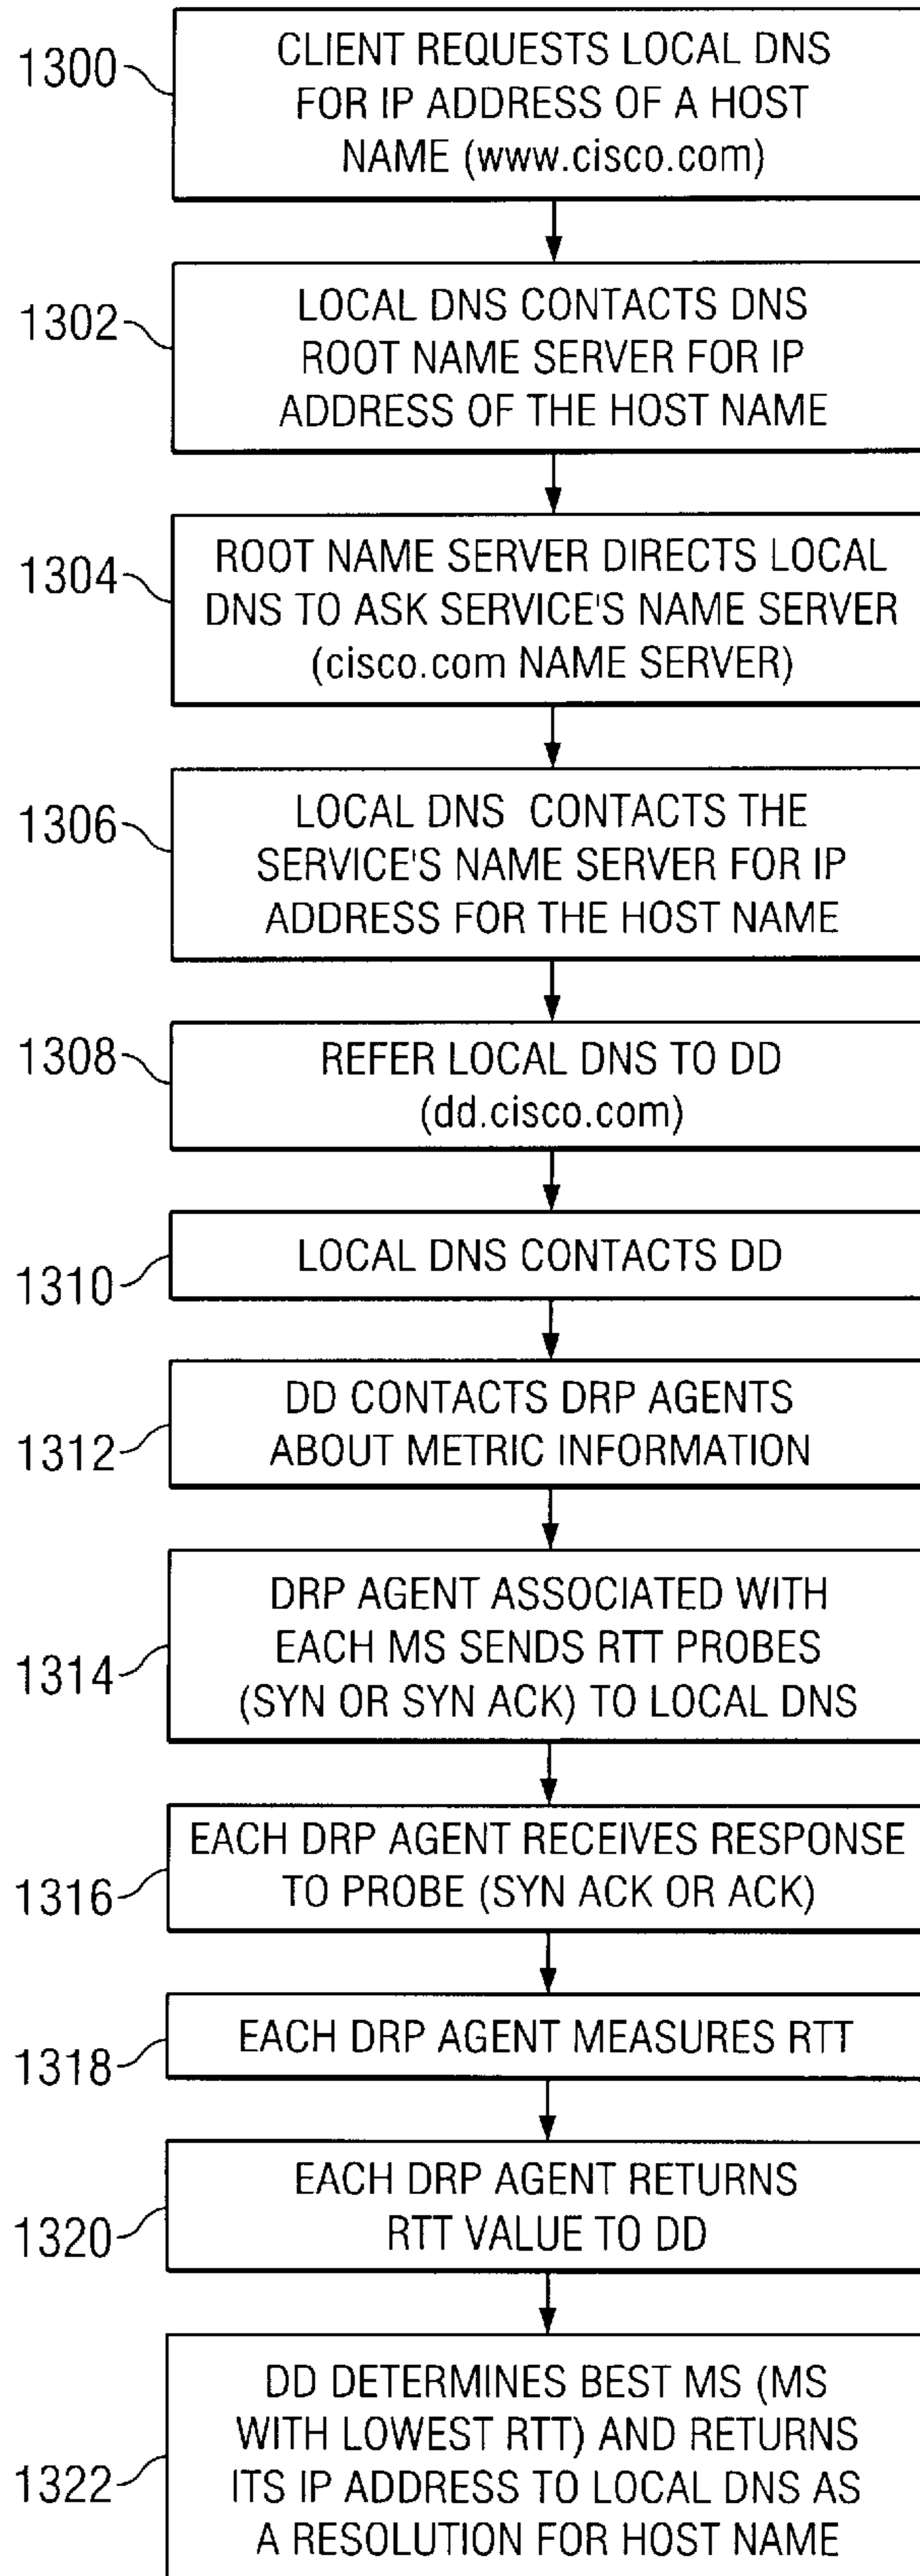 1300
CLIENT REQUESTS LOCAL DNS
FOR IP ADDRESS OF A HOST
NAME (www.cisco.com)
1302
LOCAL DNS CONTACTS DNS
ROOT NAME SERVER FOR IP
ADDRESS OF THE HOST NAME
1304
ROOT NAME SERVER DIRECTS LOCAL
DNS TO ASK SERVICE'S NAME SERVER
(cisco.com NAME SERVER)
1306
LOCAL DNS CONTACTS THE
SERVICE'S NAME SERVER FOR IP
ADDRESS FOR THE HOST NAME
1308
REFER LOCAL DNS TO DD
(dd.cisco.com)
1310
LOCAL DNS CONTACTS DD
1312
DD CONTACTS DRP AGENTS
ABOUT METRIC INFORMATION
1314
DRP AGENT ASSOCIATED WITH
EACH MS SENDS RTT PROBES
(SYN OR SYN ACK) TO LOCAL DNS
1316
EACH DRP AGENT RECEIVES RESPONSE
TO PROBE (SYN ACK OR ACK)
1318
EACH DRP AGENT MEASURES RTT
1320
EACH DRP AGENT RETURNS
RTT VALUE TO DD
1322
DD DETERMINES BEST MS (MS
WITH LOWEST RTT) AND RETURNS
ITS IP ADDRESS TO LOCAL DNS AS
A RESOLUTION FOR HOST NAME